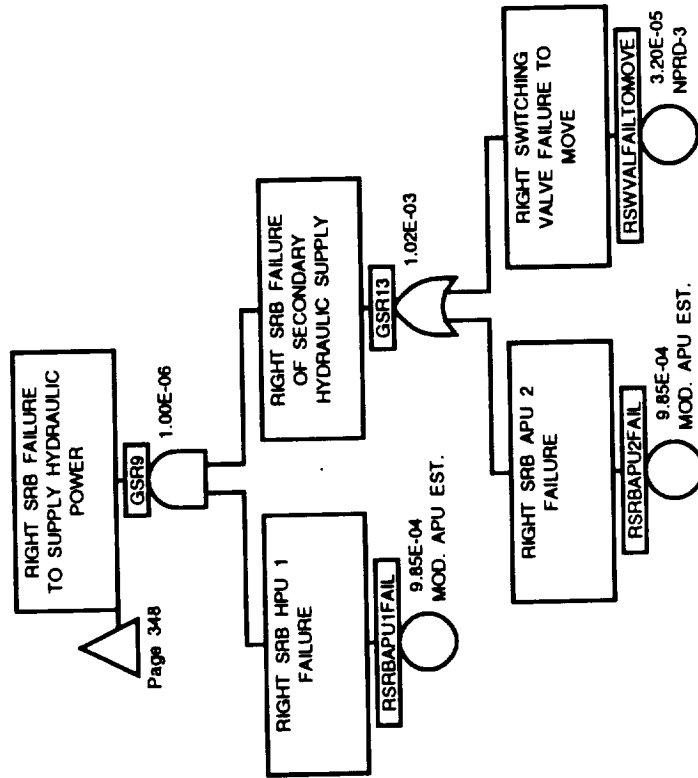 RIGHT SRB FAILURE
TO SUPPLY HYDRAULIC
POWER
Page 348
GSR9
1.00E-06
RIGHT SRB HPU 1
FAILURE
RSRBAPU1FAIL
9.85E-04
MOD. APU EST.
RIGHT SRB FAILURE
OF SECONDARY
HYDRAULIC SUPPLY
GSR13
1.02E-03
RIGHT SRB APU 2
FAILURE
RSRBAPU2FAIL
9.85E-04
MOD. APU EST.
RIGHT SWITCHING
VALVE FAILURE TO
MOVE
RSWVALFAILTOMOVE
3.20E-05
NPRD-3